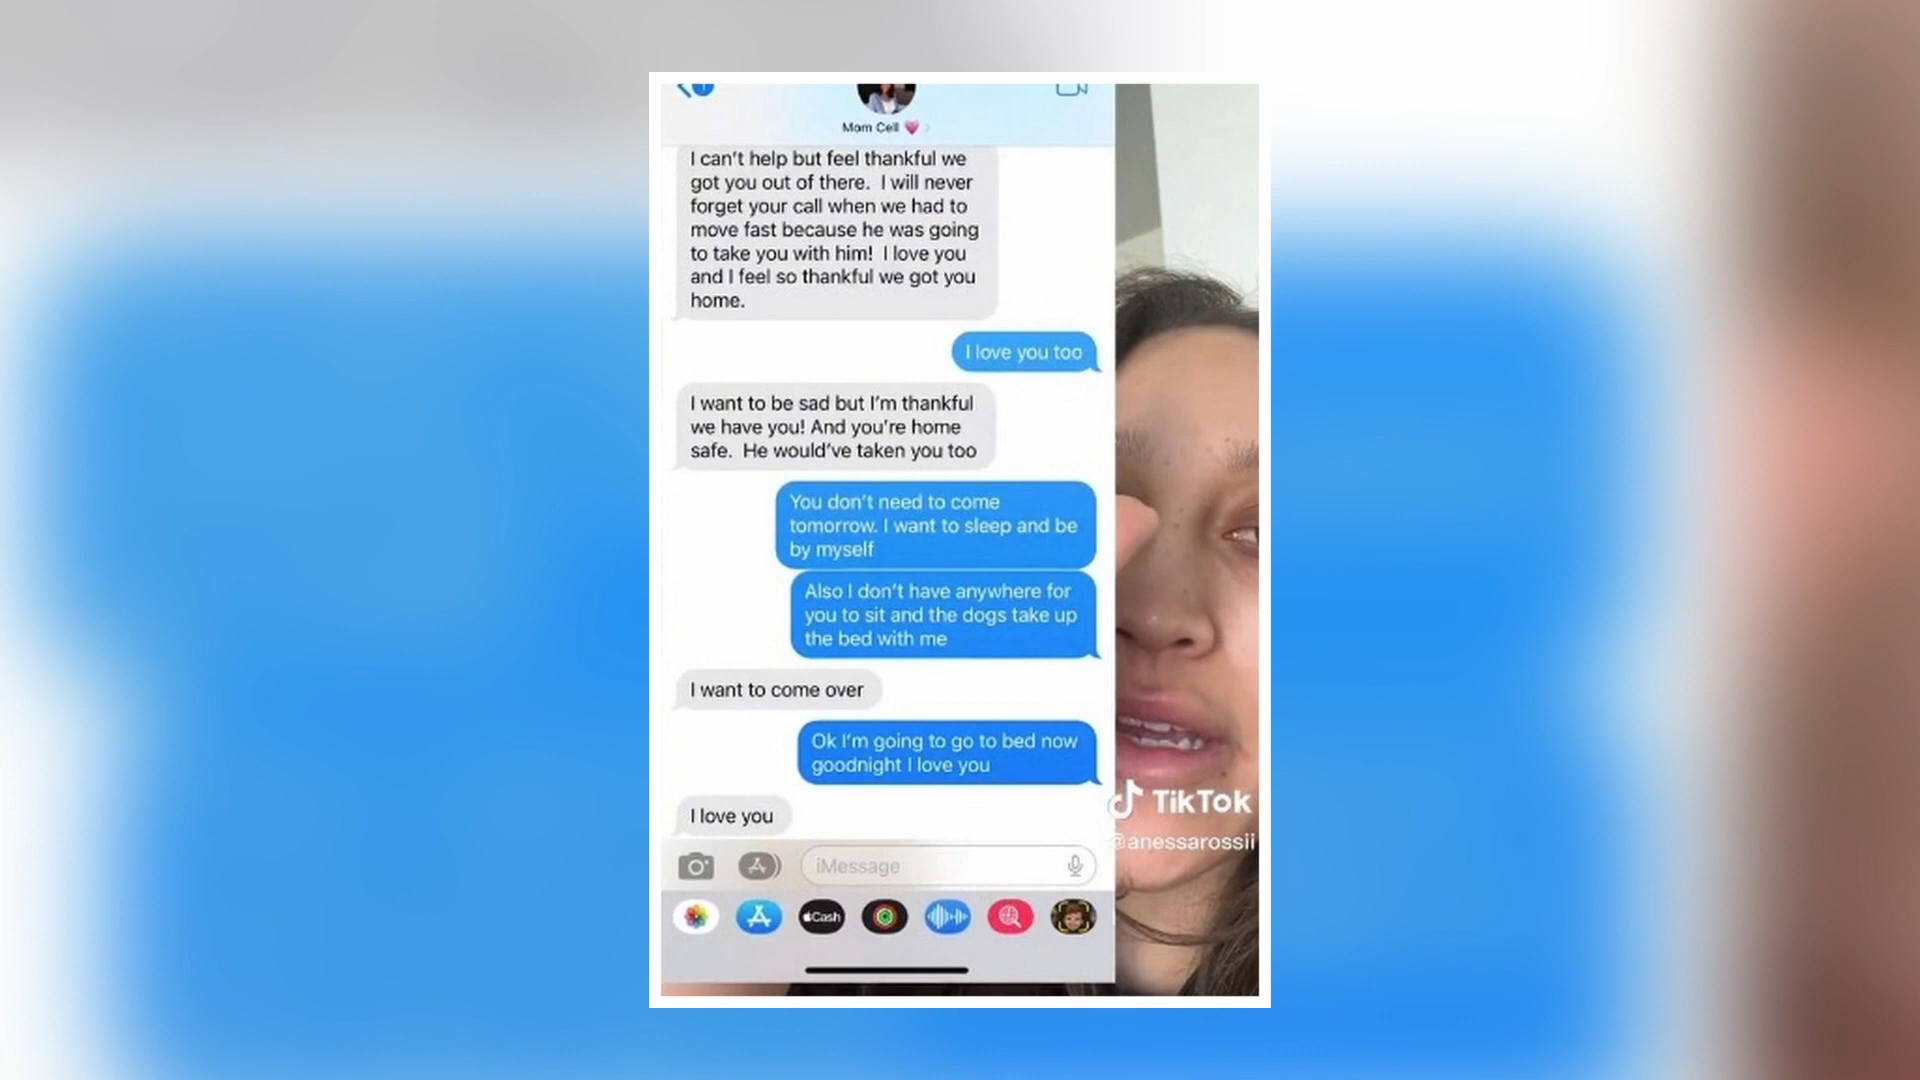 Mom Cell
I can't help but feel thankful we
got you out of there. I will never
forget your call when we had to
move fast because he was going
to take you with him! I love you
and I feel so thankful we got you
home.
I love you too
I want to be sad but I'm thankful
we have you! And you're home
safe. He would've taken you too
You don't need to come
tomorrow. I want to sleep and be
by myself
Also I don't have anywhere for
you to sit and the dogs take up
the bed with me
I want to come over
Ok I'm going to go to bed now
goodnight I love you
I love you
iMessage
Cash
TikTok
@anessarossii